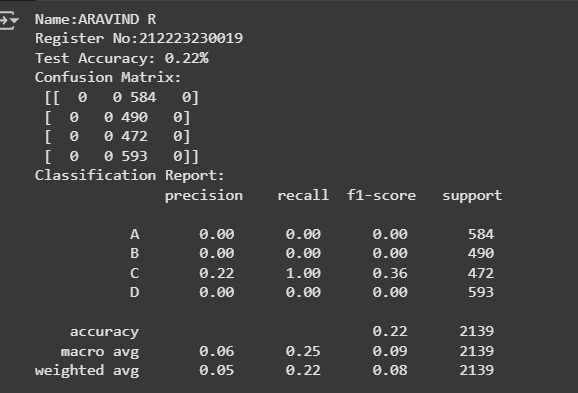 Name:ARAVIND R
Register No:212223230019
Test Accuracy: 0.22%
Confusion Matrix:
[[  0   0 584   0]
[  0   0 490   0]
[  0   0 472   0]
[  0   0 593   0]]
Classification Report:
precision recall f1-score support
A 0.00 0.00 0.00 584
B 0.00 0.00 0.00 490
C 0.22 1.00 0.36 472
D 0.00 0.00 0.00 593
accuracy 0.22 2139
macro avg 0.06 0.25 0.09 2139
weighted avg 0.05 0.22 0.08 2139